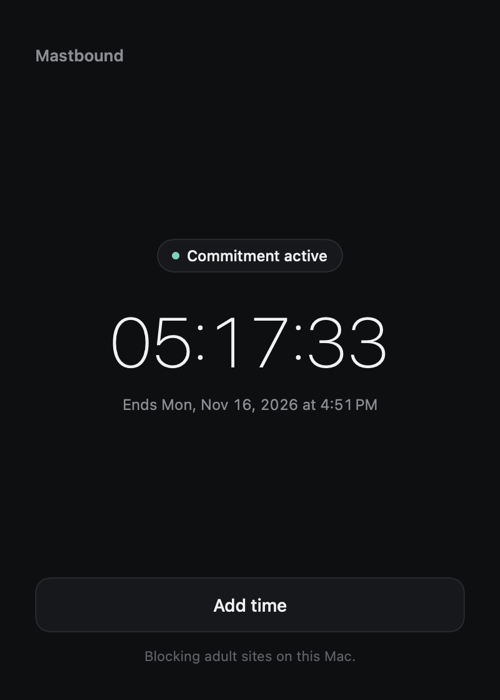 Mastbound
Commitment active
05:17:33
Ends Mon, Nov 16, 2026 at 4:51 PM
Add time
Blocking adult sites on this Mac.